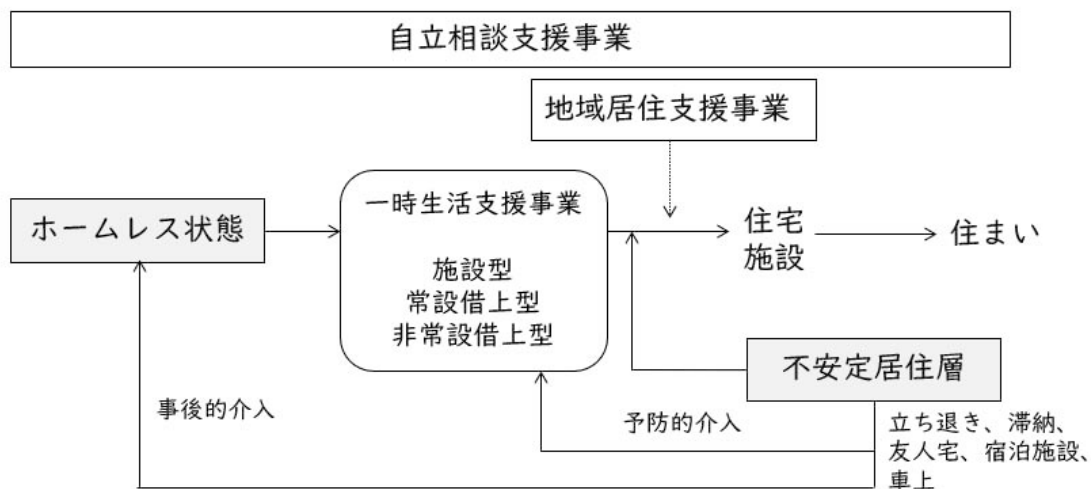 自立相談支援事業
地域居住支援事業
一時生活支援事業
ホームレス状態
施設型
常設借上型
非常設借上型
住宅
施設
住まい
不安定居住層
事後的介入
予防的介入
立ち退き、滞納、
友人宅、宿泊施設、
車上